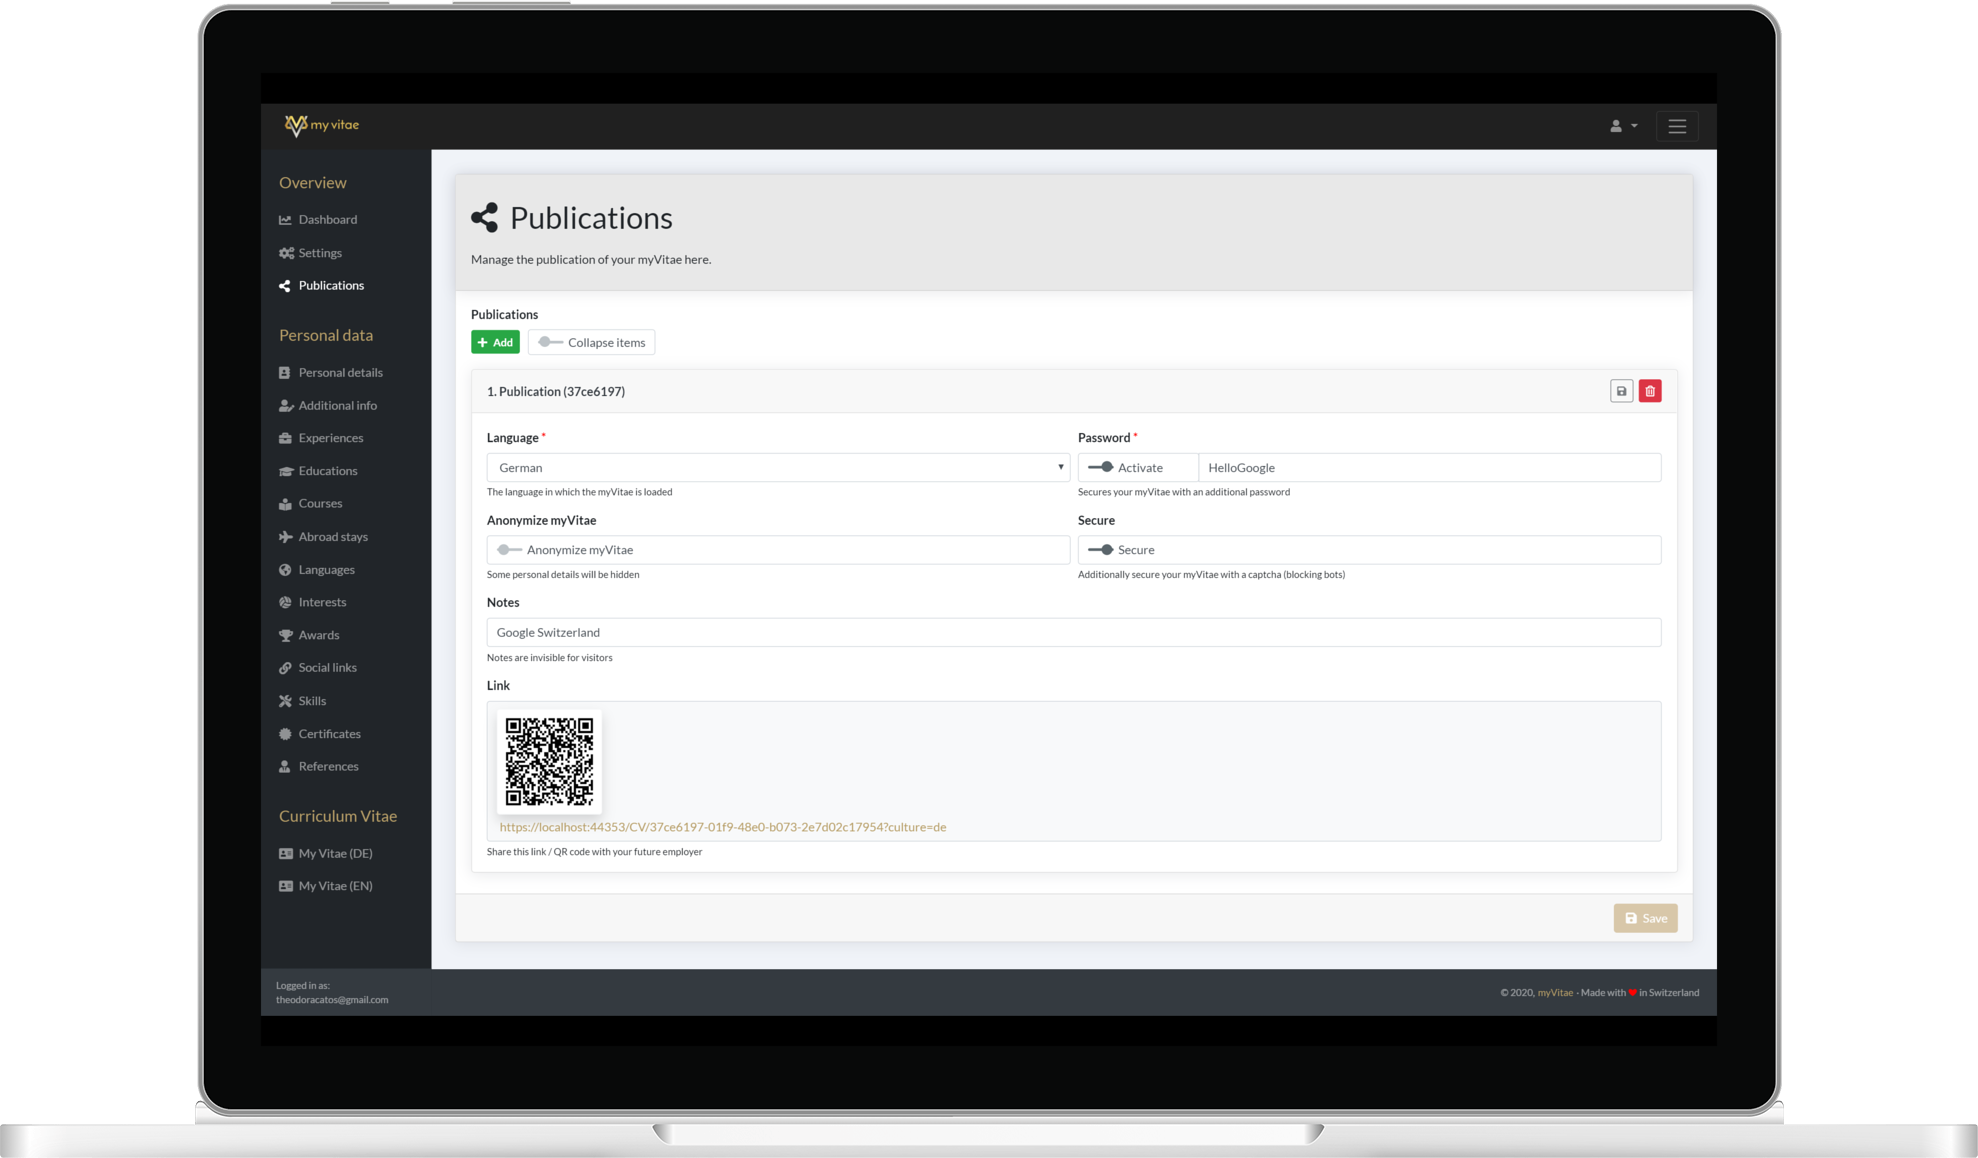 my vitae
Overview
Dashboard
Settings
Publications
Personal data
Personal details
Additional info
Experiences
Educations
Courses
Abroad stays
Languages
Interests
Awards
Social links
Skills
Certificates
References
Curriculum Vitae
My Vitae (DE)
My Vitae (EN)
Publications
Manage the publication of your myVitae here.
Publications
Add
Collapse items
1. Publication (37ce6197)
Language *
German
The language in which the myVitae is loaded
Password *
Activate
HelloGoogle
Secures your myVitae with an additional password
Anonymize myVitae
Anonymize myVitae
Some personal details will be hidden
Secure
Secure
Additionally secure your myVitae with a captcha (blocking bots)
Notes
Google Switzerland
Notes are invisible for visitors
Link
https://localhost:44353/CV/37ce6197-01f9-48e0-b073-2e7d02c17954?culture=de
Share this link / QR code with your future employer
Save
Logged in as:
theodoracatos@gmail.com
© 2020, myVitae - Made with ♥ in Switzerland